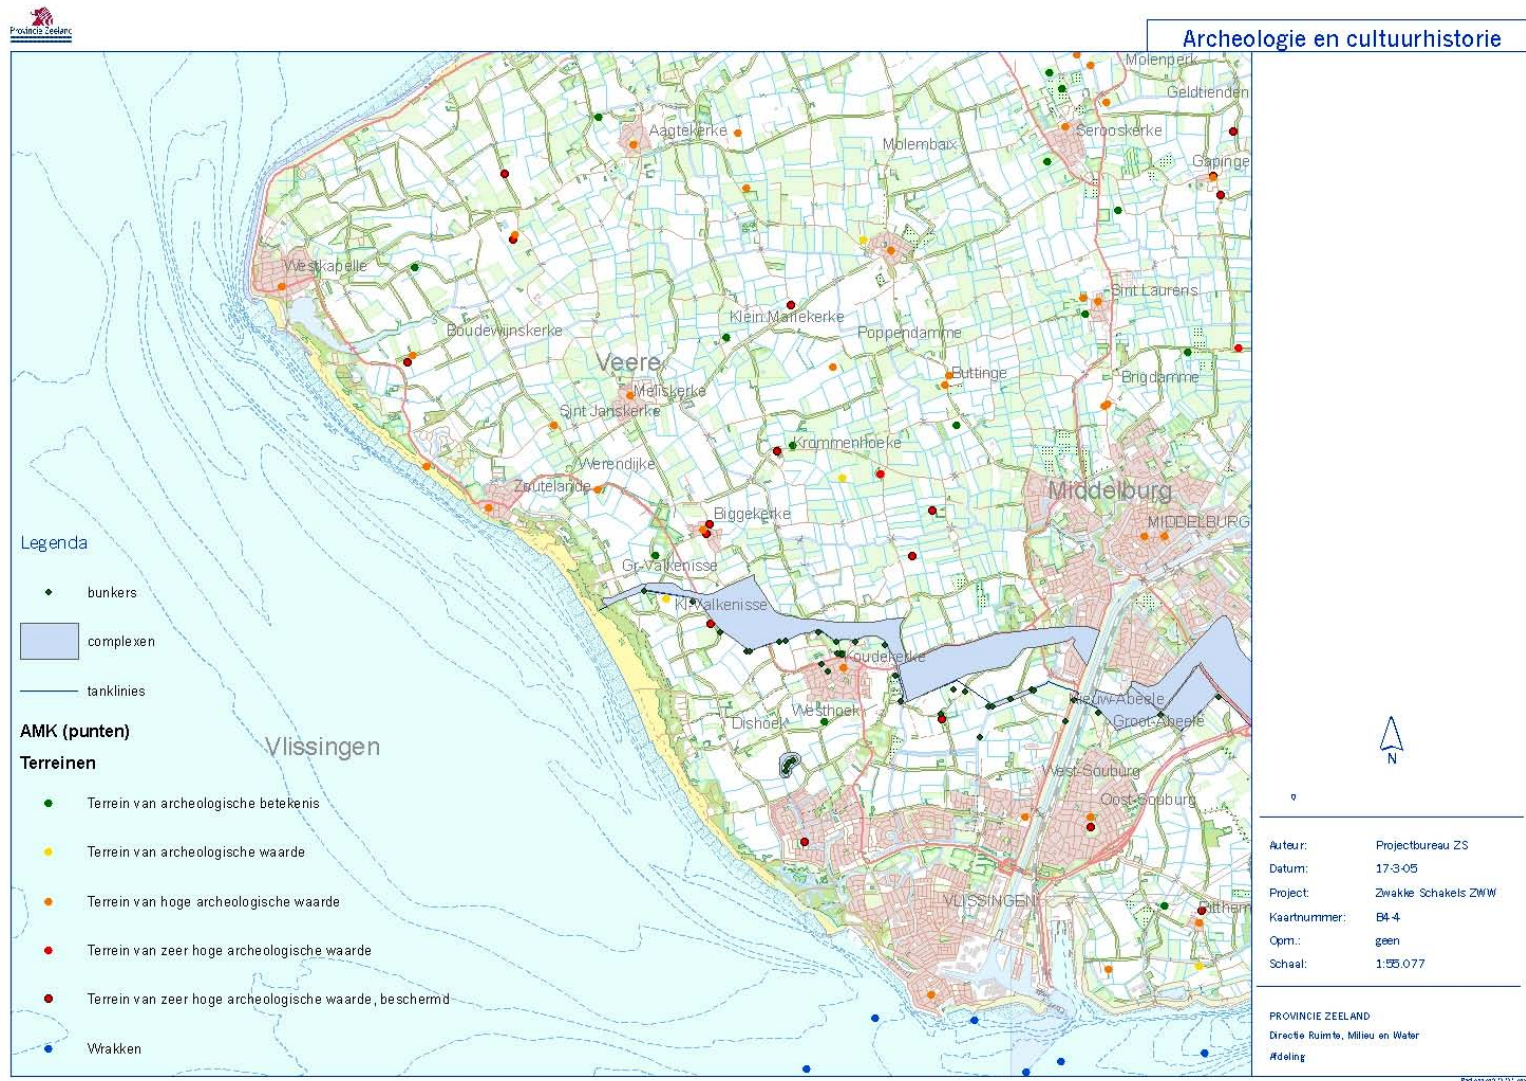 Provincie Zeeland
Archeologie en cultuurhistorie
Molenperk
Geldtienden
Aagtekerke
Serooskerke
Molembaix
Gapinge
Westkapelle
Sint Laurens
Klein Mariekerke
Boudewijnskerke
Poppendamme
Veere
Buttinge
Brigdamme
Meliskerke
Sint Janskerke
Krommenhoeke
Werendijke
Zoutelande
Middelburg
Biggekerke
MIDDELBURG
Legenda
Gr-Valkenisse
bunkers
Kl-Valkenisse
complexen
Koudekerke
tanklinies
Nieuw-Abeele
Westhoek
Dishoek
Groot-Abeele
AMK (punten)
Vlissingen
Terreinen
West-Souburg
Oost-Souburg
Terrein van archeologische betekenis
Terrein van archeologische waarde
Terrein van hoge archeologische waarde
VLISSINGEN
Ritthem
Terrein van zeer hoge archeologische waarde
Terrein van zeer hoge archeologische waarde, beschermd
Wrakken
N
Auteur: Projectbureau ZS
Datum: 17-3-05
Project: Zwakke Schakels ZWW
Kaartnummer: B4-4
Opm.: geen
Schaal: 1:55.077
PROVINCIE ZEELAND
Directie Ruimte, Milieu en Water
Afdeling